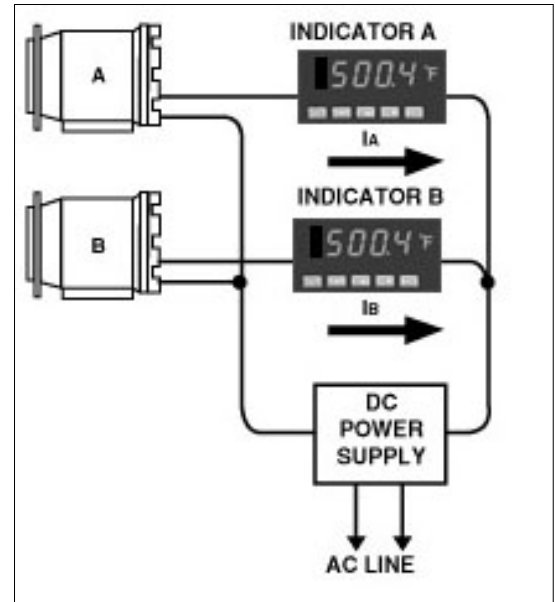 INDICATOR A
A
500.4 °F
IA
INDICATOR B
B
500.4 °F
IB
DC
POWER
SUPPLY
AC LINE